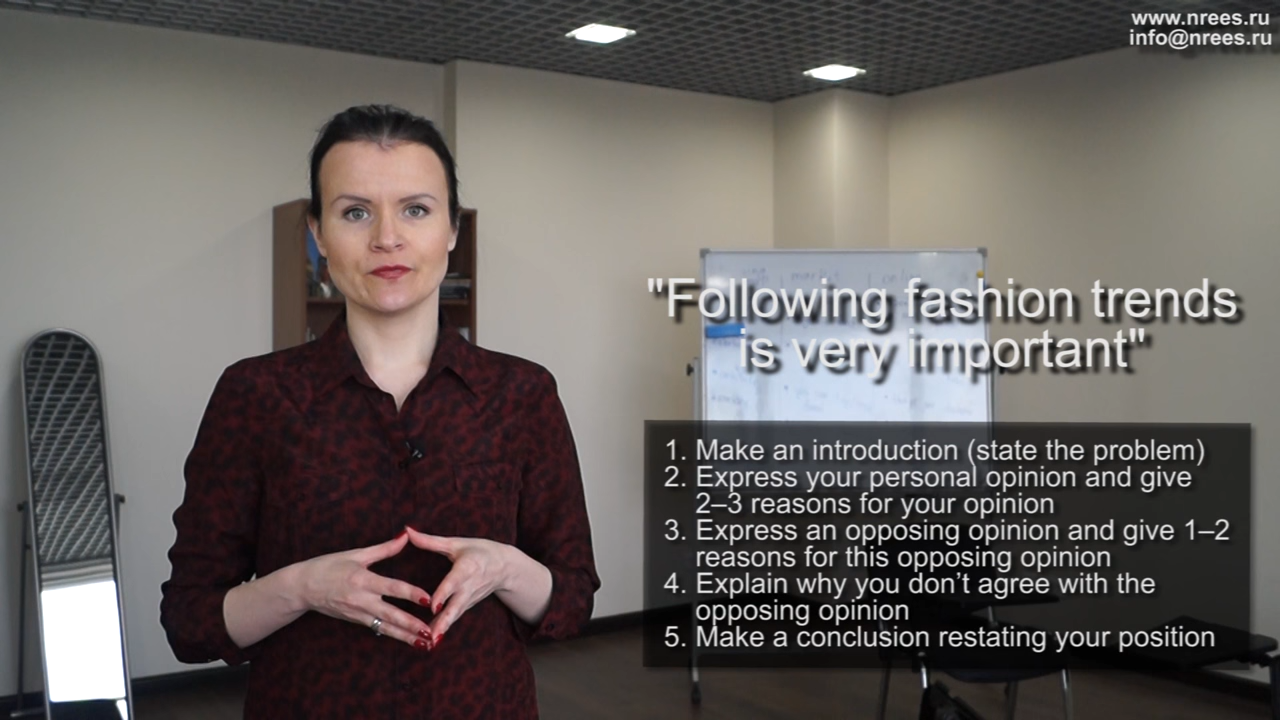 www.nrees.ru
info@nrees.ru
"Following fashion trends
is very important"
1. Make an introduction (state the problem)
2. Express your personal opinion and give
2–3 reasons for your opinion
3. Express an opposing opinion and give 1–2
reasons for this opposing opinion
4. Explain why you don’t agree with the
opposing opinion
5. Make a conclusion restating your position